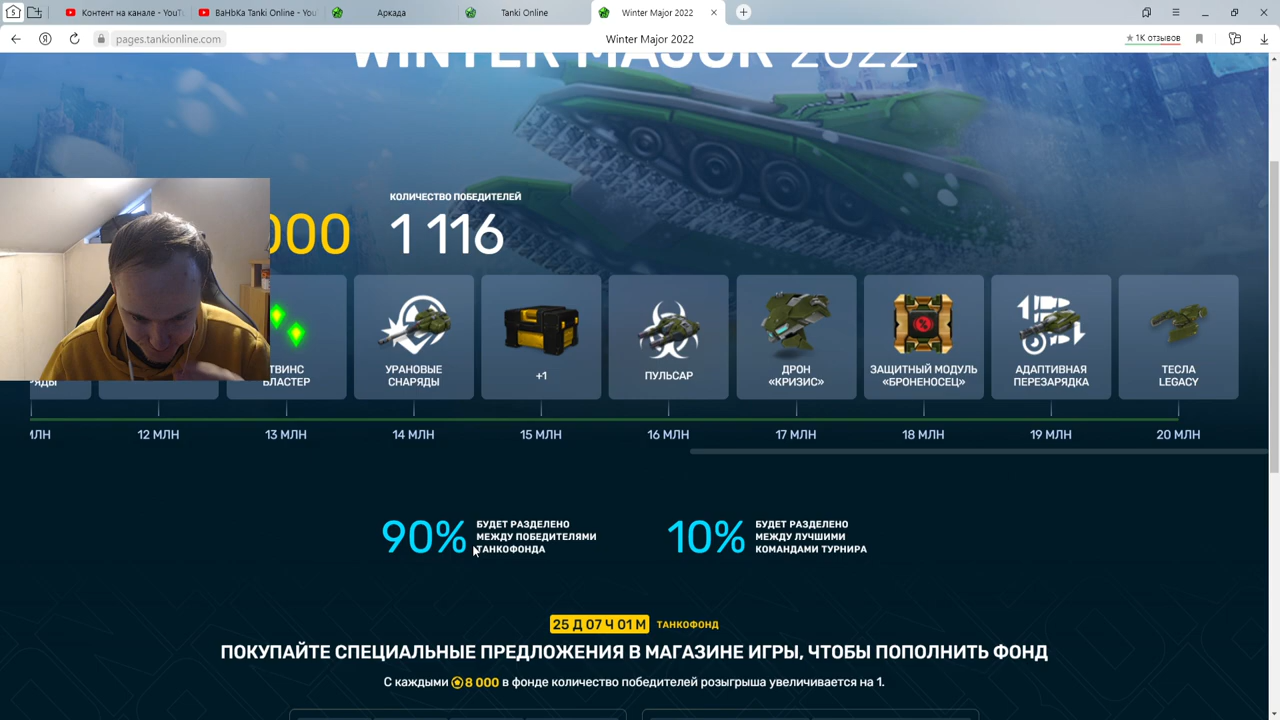 Контент на канале - YouTu
BaHbKa Tanki Online - You
Аркада
Tanki Online
Winter Major 2022
pages.tankionline.com
Winter Major 2022
1K отзывов
WINTER MAJOR 2022
КОЛИЧЕСТВО ПОБЕДИТЕЛЕЙ
000
1 116
РЯДЫ
ТВИНС
БЛАСТЕР
УРАНОВЫЕ
СНАРЯДЫ
+1
ПУЛЬСАР
ДРОН
«КРИЗИС»
ЗАЩИТНЫЙ МОДУЛЬ
«БРОНЕНОСЕЦ»
АДАПТИВНАЯ
ПЕРЕЗАРЯДКА
ТЕСЛА
LEGACY
МЛН
12 МЛН
13 МЛН
14 МЛН
15 МЛН
16 МЛН
17 МЛН
18 МЛН
19 МЛН
20 МЛН
90%
БУДЕТ РАЗДЕЛЕНО
МЕЖДУ ПОБЕДИТЕЛЯМИ
ТАНКОФОНДА
10%
БУДЕТ РАЗДЕЛЕНО
МЕЖДУ ЛУЧШИМИ
КОМАНДАМИ ТУРНИРА
25 Д 07 Ч 01 М ТАНКОФОНД
ПОКУПАЙТЕ СПЕЦИАЛЬНЫЕ ПРЕДЛОЖЕНИЯ В МАГАЗИНЕ ИГРЫ, ЧТОБЫ ПОПОЛНИТЬ ФОНД
С каждыми 8 000 в фонде количество победителей розыгрыша увеличивается на 1.